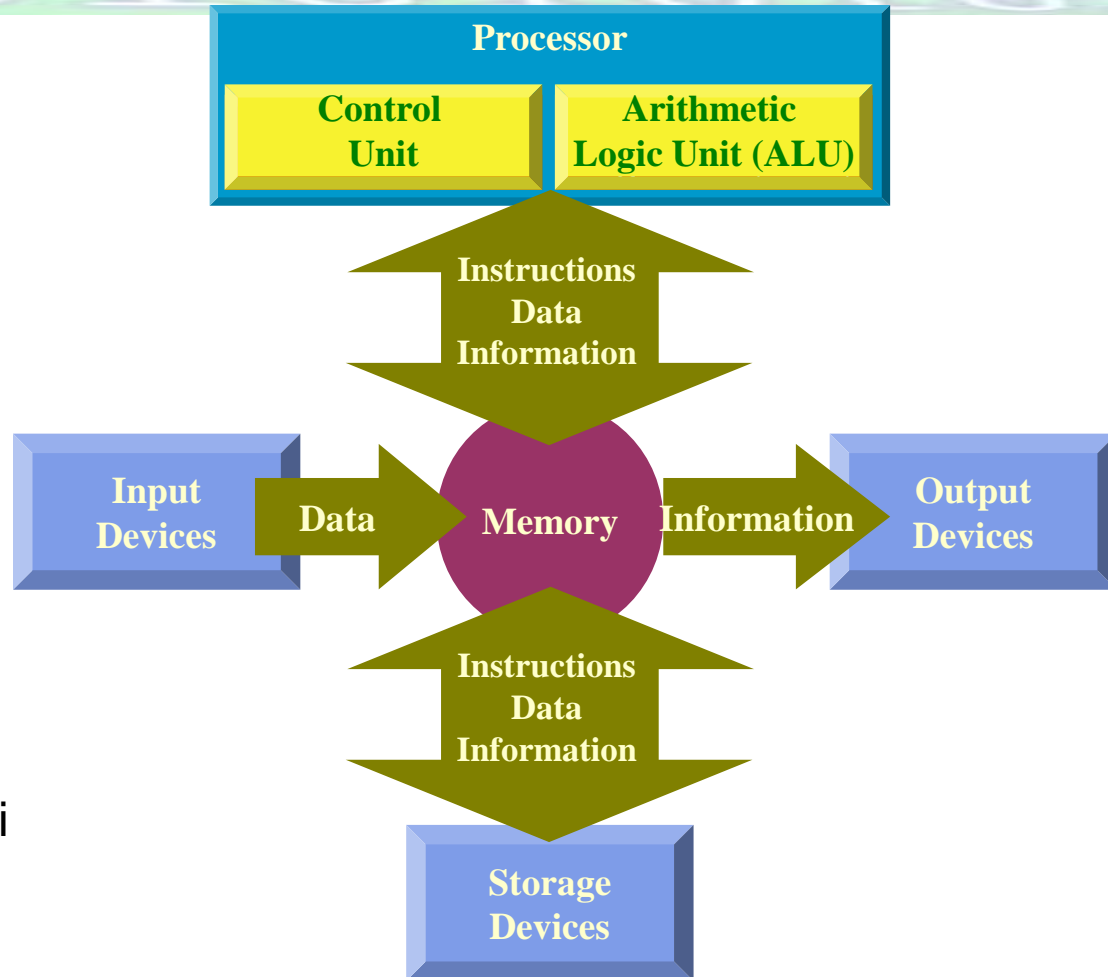 Processor
Control
Unit
Arithmetic
Logic Unit (ALU)
Instructions
Data
Information
Input
Devices
Data
Memory
Information
Output
Devices
Instructions
Data
Information
i
Storage
Devices